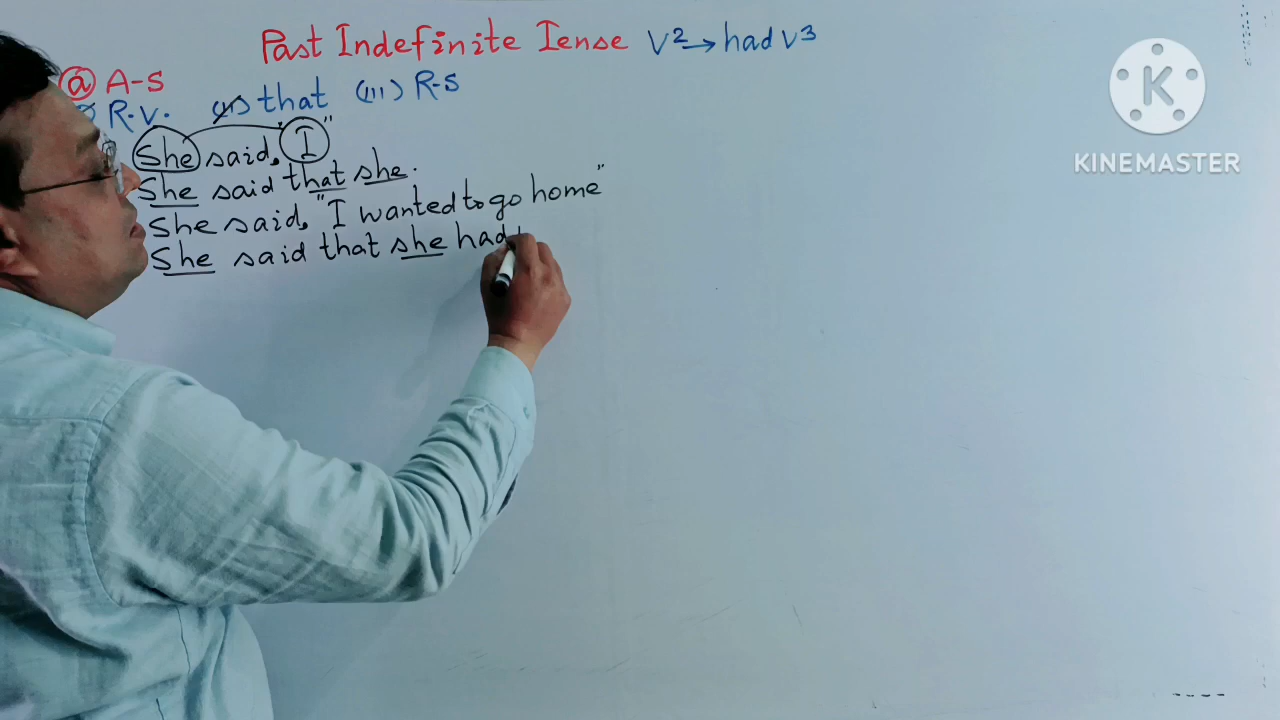 Past Indefinite Tense V2→had V3
ⓐ A-S
R.V. (ii) that (iii) R-S
She said, "I"
She said that she.
She said, "I wanted to go home"
She said that she had
K
KINEMASTER